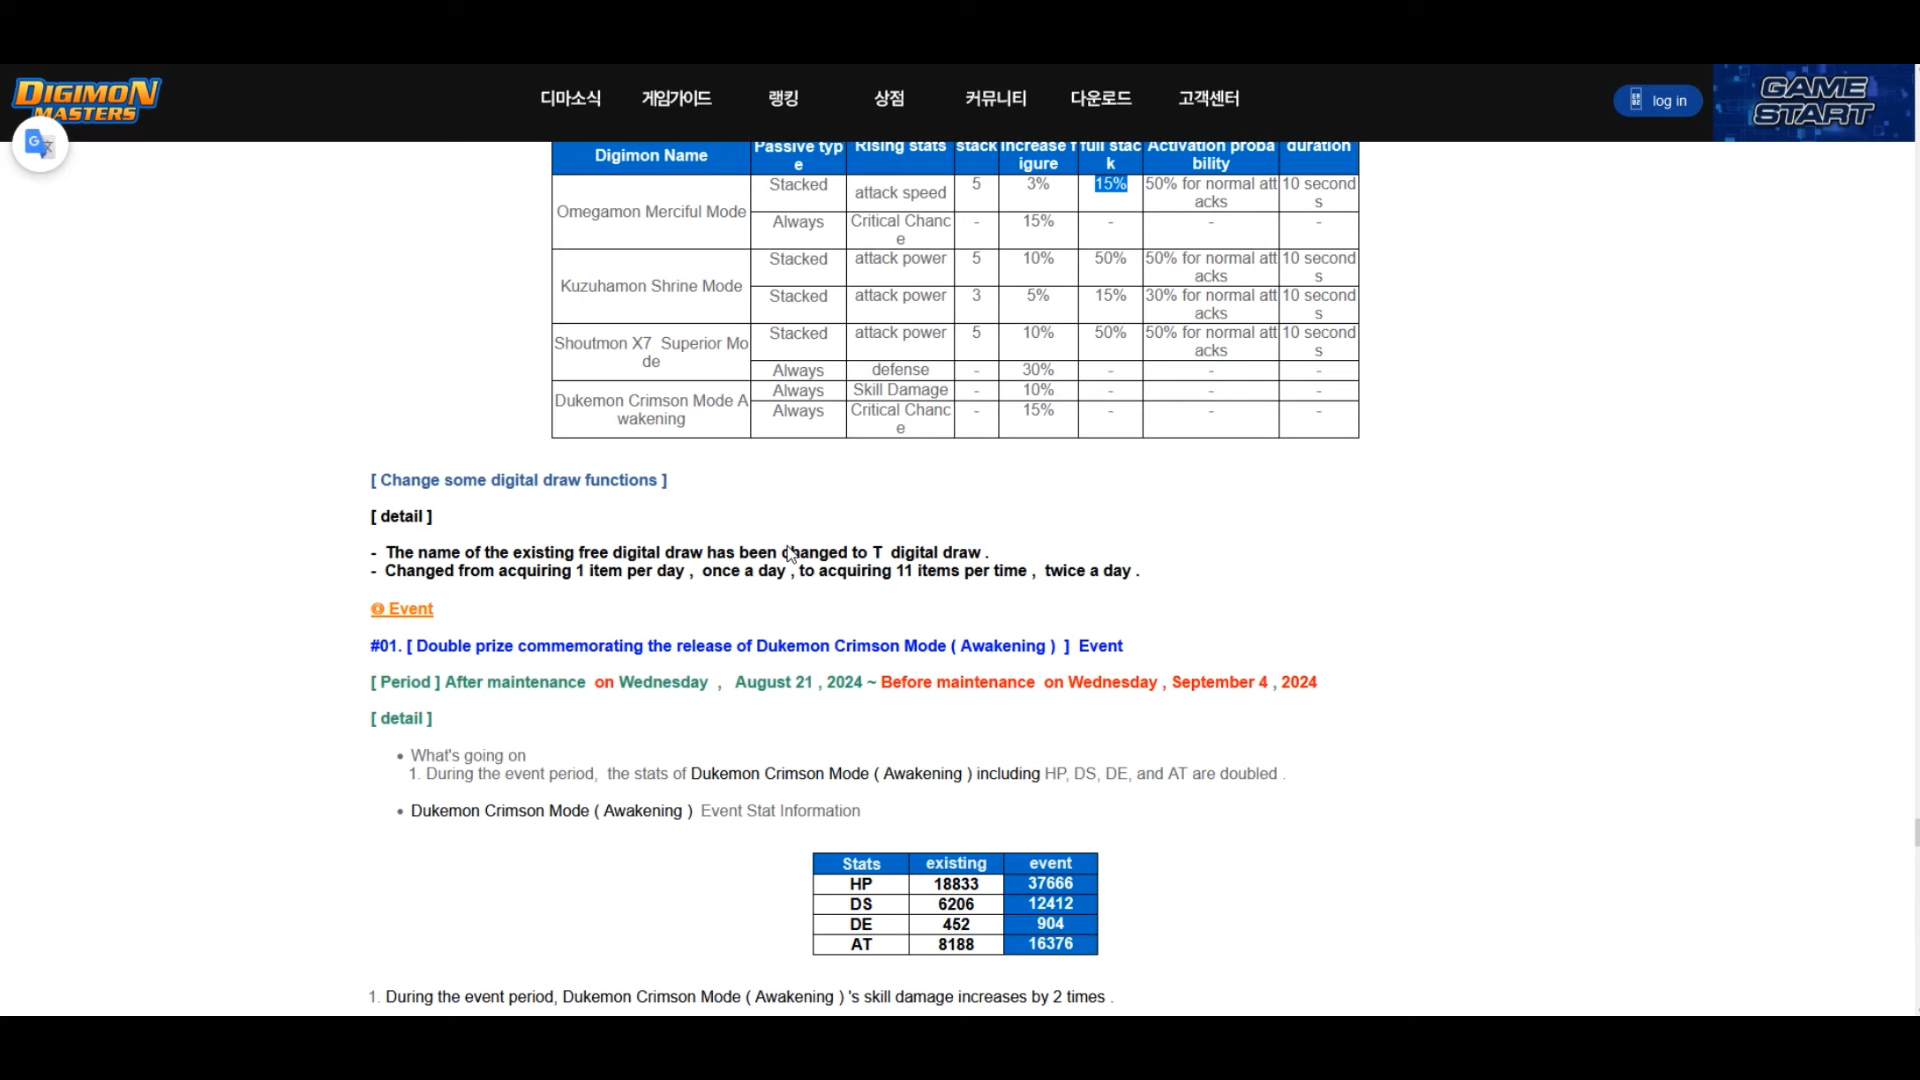 DIGIMON
MASTERS
디마소식 게임가이드 랭킹 상점 커뮤니티 다운로드 고객센터
log in
GAME
START
Digimon Name Passive typ Rising stats stack Increase f full stac Activation proba duration
e igure k bility
Omegamon Merciful Mode Stacked attack speed 5 3% 15% 50% for normal att 10 second
acks s
Always Critical Chanc - 15% - - -
e
Kuzuhamon Shrine Mode Stacked attack power 5 10% 50% 50% for normal att 10 second
acks s
Stacked attack power 3 5% 15% 30% for normal att 10 second
acks s
Shoutmon X7 Superior Mo Stacked attack power 5 10% 50% 50% for normal att 10 second
de acks s
Always defense - 30% - - -
Dukemon Crimson Mode A Always Skill Damage - 10% - - -
wakening Always Critical Chanc - 15% - - -
e
[ Change some digital draw functions ]
[ detail ]
- The name of the existing free digital draw has been changed to T digital draw .
- Changed from acquiring 1 item per day , once a day , to acquiring 11 items per time , twice a day .
Event
#01. [ Double prize commemorating the release of Dukemon Crimson Mode ( Awakening ) ] Event
[ Period ] After maintenance on Wednesday , August 21 , 2024 ~ Before maintenance on Wednesday , September 4 , 2024
[ detail ]
• What's going on
1. During the event period, the stats of Dukemon Crimson Mode ( Awakening ) including HP, DS, DE, and AT are doubled .
• Dukemon Crimson Mode ( Awakening ) Event Stat Information
Stats existing event
HP 18833 37666
DS 6206 12412
DE 452 904
AT 8188 16376
1. During the event period, Dukemon Crimson Mode ( Awakening ) 's skill damage increases by 2 times .